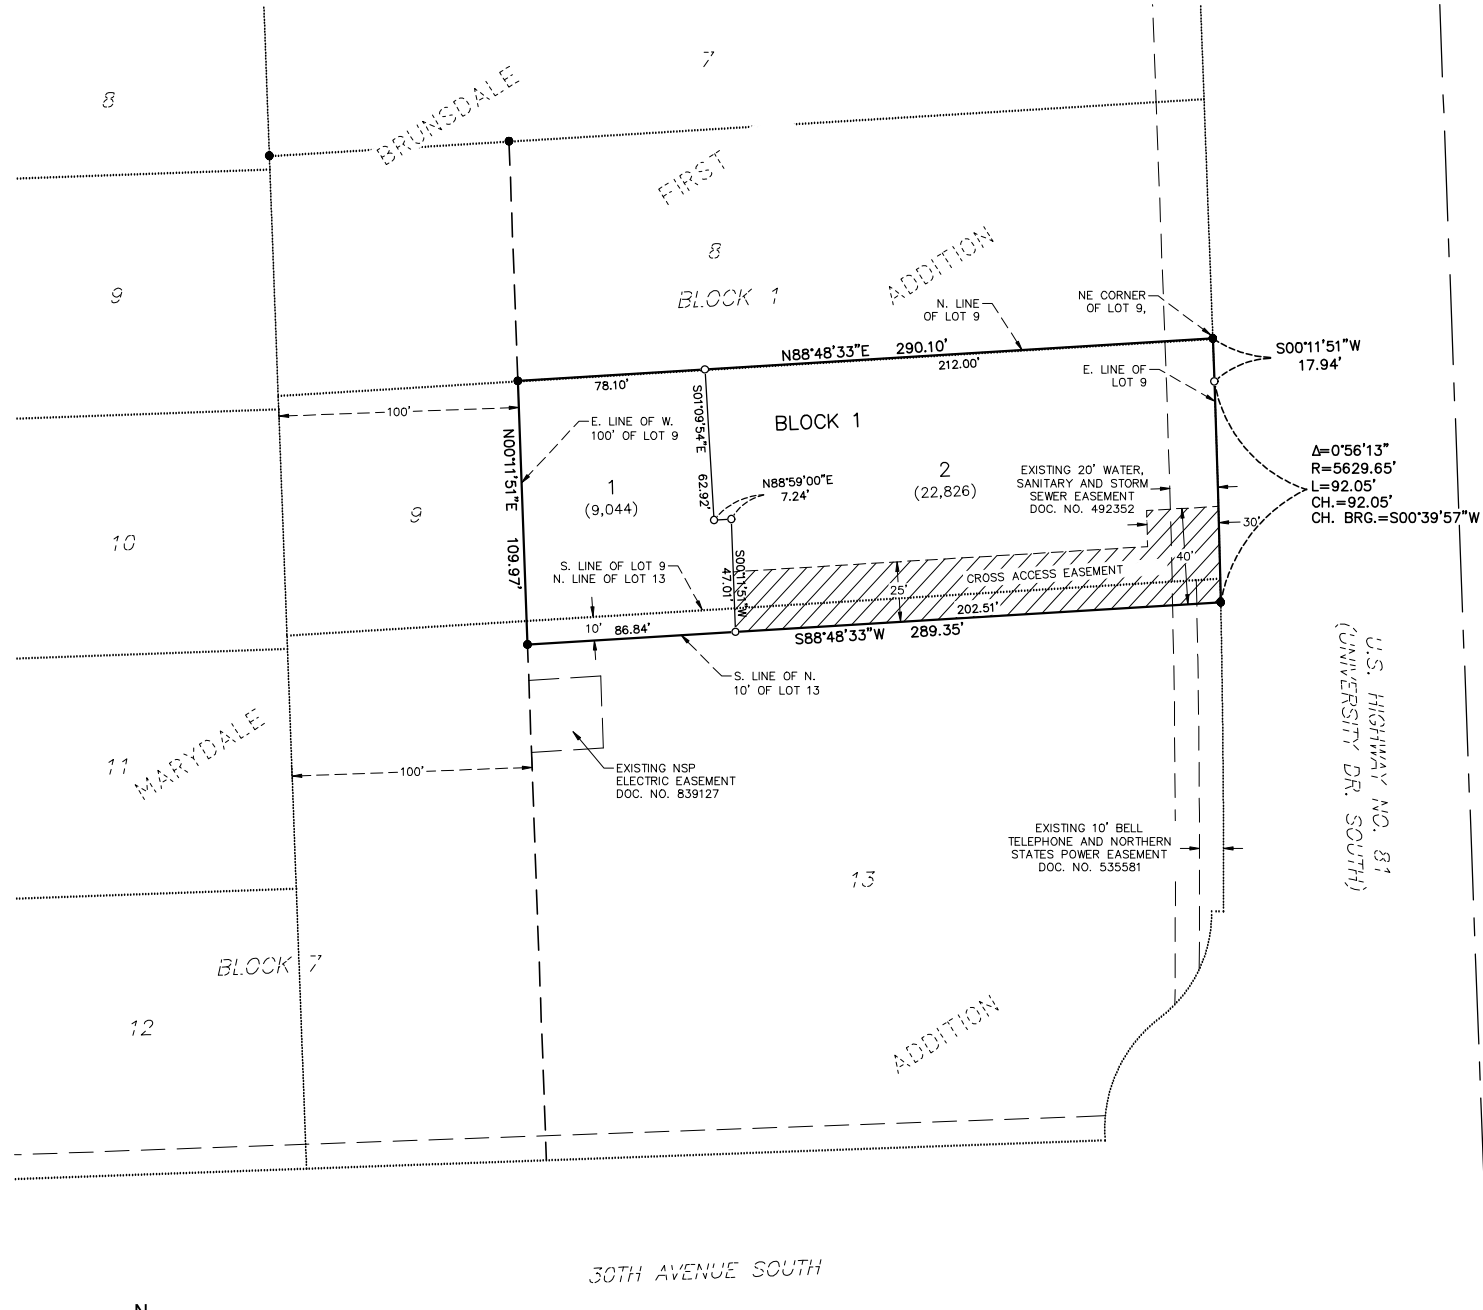 7
8
BRUNSDALE
FIRST
ADDITION
8
BLOCK 1
9
N. LINE
OF LOT 9
NE CORNER
OF LOT 9,
S00°11'51"W
17.94'
N88°48'33"E 290.10'
78.10'
212.00'
E. LINE OF
LOT 9
100'
N00°11'51"E 109.97'
E. LINE OF W.
100' OF LOT 9
S01°09'54"E 62.92'
BLOCK 1
Δ=0°56'13"
R=5629.65'
L=92.05'
CH.=92.05'
CH. BRG.=S00°39'57"W
1
(9,044)
N88°59'00"E
7.24'
2
(22,826)
EXISTING 20' WATER,
SANITARY AND STORM
SEWER EASEMENT
DOC. NO. 492352
30'
9
10
S. LINE OF LOT 9
N. LINE OF LOT 13
S00°11'51"W
47.01'
40'
CROSS ACCESS EASEMENT
25'
202.51'
10'
86.84'
S88°48'33"W 289.35'
S. LINE OF N.
10' OF LOT 13
U.S. HIGHWAY NO. 81
(UNIVERSITY DR. SOUTH)
11
MARYDALE
100'
EXISTING NSP
ELECTRIC EASEMENT
DOC. NO. 839127
EXISTING 10' BELL
TELEPHONE AND NORTHERN
STATES POWER EASEMENT
DOC. NO. 535581
13
BLOCK 7
12
ADDITION
30TH AVENUE SOUTH
N